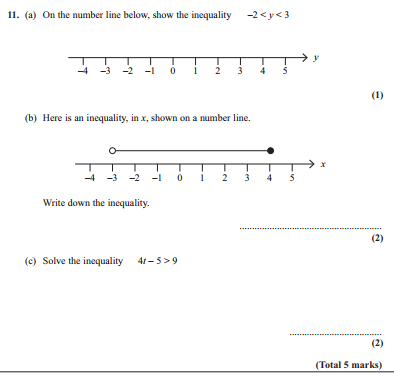 11. (a) On the number line below, show the inequality −2 < y < 3
y
−4 −3 −2 −1 0 1 2 3 4 5
(1)
(b) Here is an inequality, in x, shown on a number line.
x
−4 −3 −2 −1 0 1 2 3 4 5
Write down the inequality.
(2)
(c) Solve the inequality 4t − 5 > 9
(2)
(Total 5 marks)